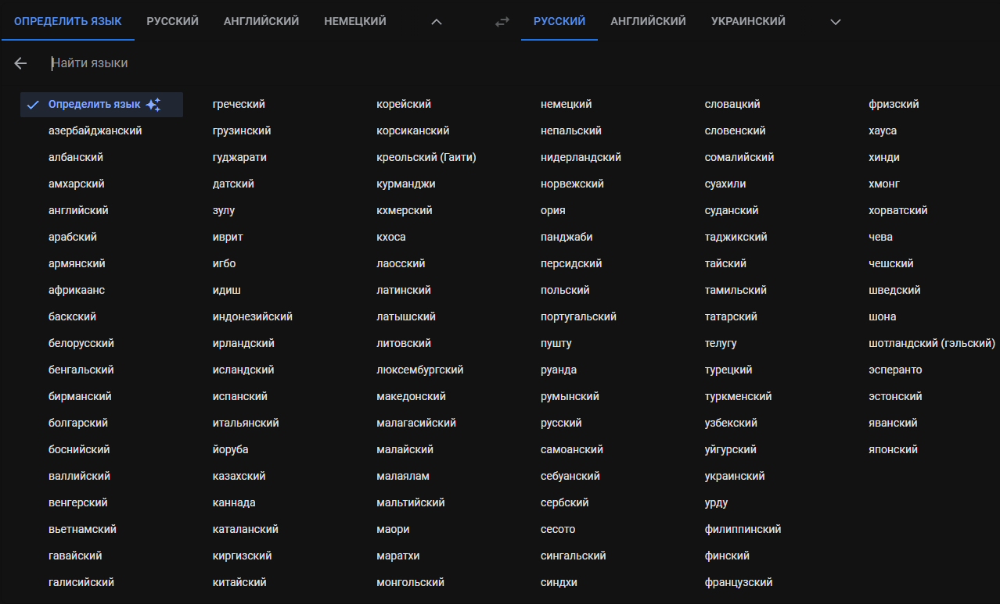 ОПРЕДЕЛИТЬ ЯЗЫК РУССКИЙ АНГЛИЙСКИЙ НЕМЕЦКИЙ РУССКИЙ АНГЛИЙСКИЙ УКРАИНСКИЙ
Найти языки
Определить язык
азербайджанский
албанский
амхарский
английский
арабский
армянский
африкаанс
баскский
белорусский
бенгальский
бирманский
болгарский
боснийский
валлийский
венгерский
вьетнамский
гавайский
галисийский
греческий
грузинский
гуджарати
датский
зулу
иврит
игбо
идиш
индонезийский
ирландский
исландский
испанский
итальянский
йоруба
казахский
каннада
каталанский
киргизский
китайский
корейский
корсиканский
креольский (Гаити)
курманджи
кхмерский
кхоса
лаосский
латинский
латышский
литовский
люксембургский
македонский
малагасийский
малайский
малаялам
мальтийский
маори
маратхи
монгольский
немецкий
непальский
нидерландский
норвежский
ория
панджаби
персидский
польский
португальский
пушту
руанда
румынский
русский
самоанский
себуанский
сербский
сесото
сингальский
синдхи
словацкий
словенский
сомалийский
суахили
суданский
таджикский
тайский
тамильский
татарский
телугу
турецкий
туркменский
узбекский
уйгурский
украинский
урду
филиппинский
финский
французский
фризский
хауса
хинди
хмонг
хорватский
чева
чешский
шведский
шона
шотландский (гэльский)
эсперанто
эстонский
яванский
японский